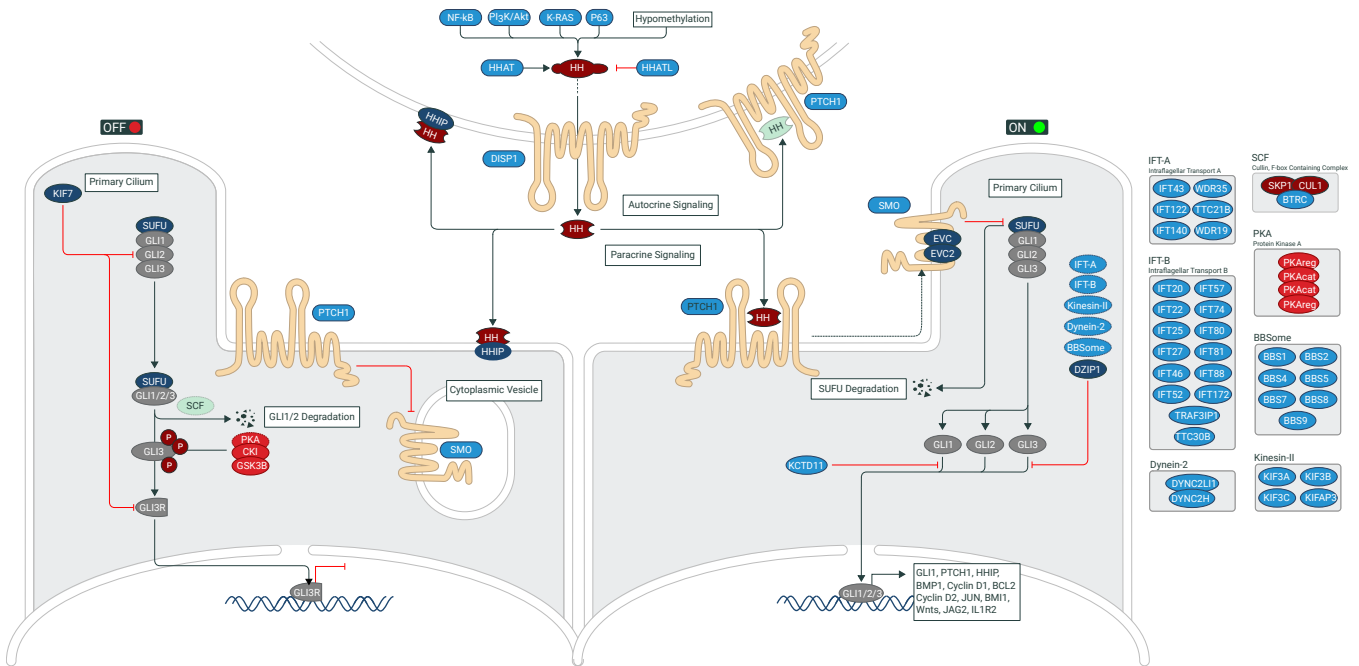 NF-kB
PI3K/Akt
K-RAS
P63
Hypomethylation
HHAT
HH
HHATL
HHIP
HH
DISP1
HH
PTCH1
Autocrine Signaling
HH
Paracrine Signaling
OFF
Primary Cilium
KIF7
SUFU
GLI1
GLI2
GLI3
PTCH1
HH
HHIP
SUFU
GLI1/2/3
SCF
GLI1/2 Degradation
GLI3
P
P
P
PKA
CKI
GSK3B
GLI3R
GLI3R
Cytoplasmic Vesicle
SMO
ON
Primary Cilium
SMO
EVC
EVC2
SUFU
GLI1
GLI2
GLI3
IFT-A
IFT-B
Kinesin-II
Dynein-2
BBSome
DZIP1
PTCH1
HH
SUFU Degradation
GLI1
GLI2
GLI3
KCTD11
GLI1/2/3
GLI1, PTCH1, HHIP,
BMP1, Cyclin D1, BCL2
Cyclin D2, JUN, BMI1,
Wnts, JAG2, IL1R2
IFT-A
Intraflagellar Transport A
IFT43
WDR35
IFT122
TTC21B
IFT140
WDR19
IFT-B
Intraflagellar Transport B
IFT20
IFT57
IFT22
IFT74
IFT25
IFT80
IFT27
IFT81
IFT46
IFT88
IFT52
IFT172
TRAF3IP1
TTC30B
Dynein-2
DYNC2LI1
DYNC2H
SCF
Cullin, F-box Containing Complex
SKP1
CUL1
BTRC
PKA
Protein Kinase A
PKAreg
PKAcat
PKAcat
PKAreg
BBSome
BBS1
BBS2
BBS4
BBS5
BBS7
BBS8
BBS9
Kinesin-II
KIF3A
KIF3B
KIF3C
KIFAP3